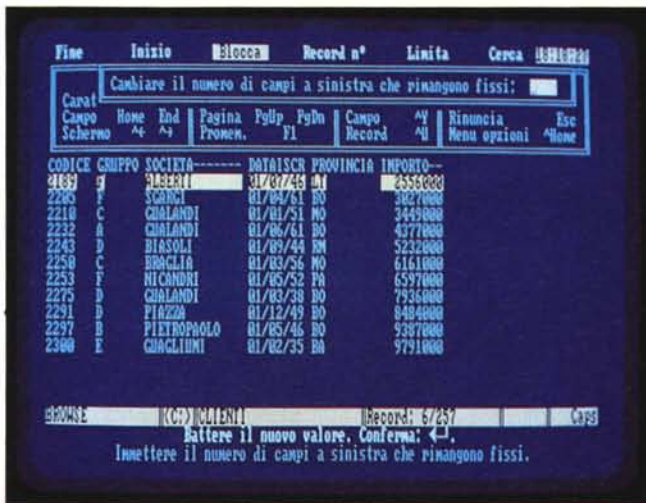 Fine Inizio Blocca Record n° Limita Cerca
Cambiare il numero di campi a sinistra che rimangono fissi:
Carat
Campo Home End Pagina PgUp PgDn Campo ^Y Rinuncia Esc
Schermo ^← ^→ Promem. F1 Record ^U Menu opzioni ^Home
CODICE GRUPPO SOCIETA------- DATAISCR PROVINCIA IMPORTO--
2189 F ALBERTI 01/07/46 LT 2556000
2205 F SGARGI 01/04/61 BO 3027000
2210 C GUALANDI 01/01/51 MO 3449000
2232 A GUALANDI 01/06/61 BO 4377000
2243 D BIASOLI 01/09/44 RM 5232000
2250 C BRAGLIA 01/03/56 MO 6161000
2253 F NICANDRI 01/05/52 PA 6597000
2275 D GUALANDI 01/03/38 BO 7936000
2291 D PIAZZA 01/12/49 BO 8484000
2297 B PIETROPAOLO 01/05/46 BO 9387000
2300 E GUAGLIUMI 01/02/35 BA 9791000
BROWSE <C:> CLIENTI Record: 6/257 Caps
Battere il nuovo valore. Conferma: ←┘.
Immettere il numero di campi a sinistra che rimangono fissi.